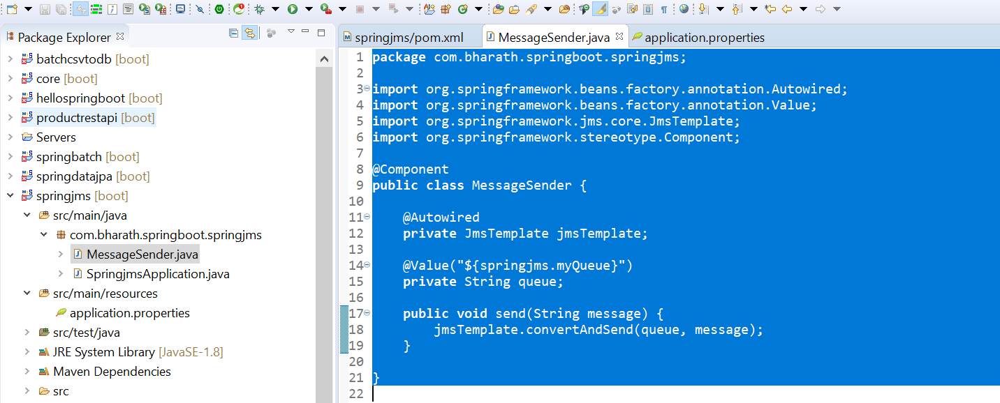 Package Explorer
batchcsvtodb [boot]
core [boot]
hellospringboot [boot]
productrestapi [boot]
Servers
springbatch [boot]
springdatajpa [boot]
springjms [boot]
src/main/java
com.bharath.springboot.springjms
MessageSender.java
SpringjmsApplication.java
src/main/resources
application.properties
src/test/java
JRE System Library [JavaSE-1.8]
Maven Dependencies
src
springjms/pom.xml MessageSender.java application.properties
1 package com.bharath.springboot.springjms;
2
3 import org.springframework.beans.factory.annotation.Autowired;
4 import org.springframework.beans.factory.annotation.Value;
5 import org.springframework.jms.core.JmsTemplate;
6 import org.springframework.stereotype.Component;
7
8 @Component
9 public class MessageSender {
10
11 @Autowired
12 private JmsTemplate jmsTemplate;
13
14 @Value("${springjms.myQueue}")
15 private String queue;
16
17 public void send(String message) {
18 jmsTemplate.convertAndSend(queue, message);
19 }
20
21 }
22